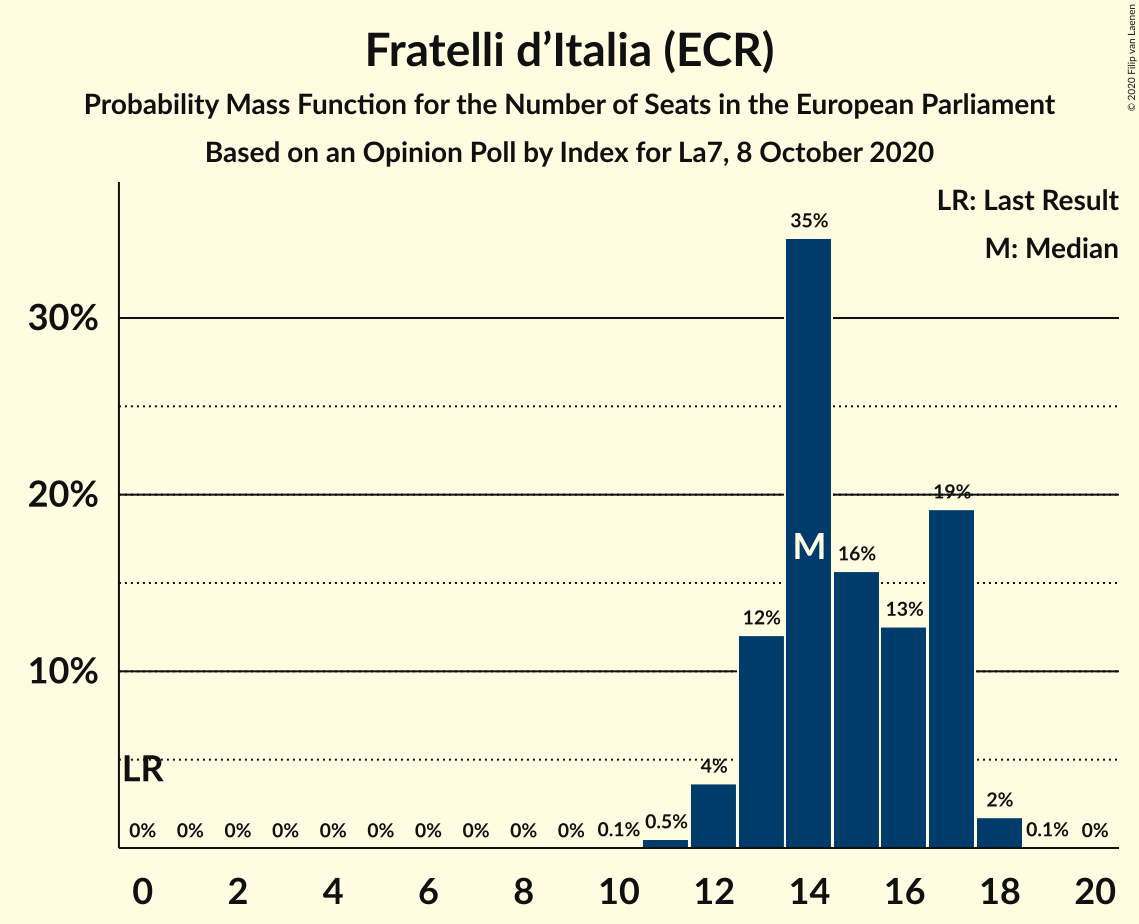 Fratelli d’Italia (ECR)
Probability Mass Function for the Number of Seats in the European Parliament
Based on an Opinion Poll by Index for La7, 8 October 2020
© 2020 Filip van Laenen
LR: Last Result
M: Median
35%
30%
20%
19%
M
16%
13%
12%
10%
LR
4%
2%
0% 0% 0% 0% 0% 0% 0% 0% 0% 0% 0.1% 0.5% 0.1% 0%
0 2 4 6 8 10 12 14 16 18 20